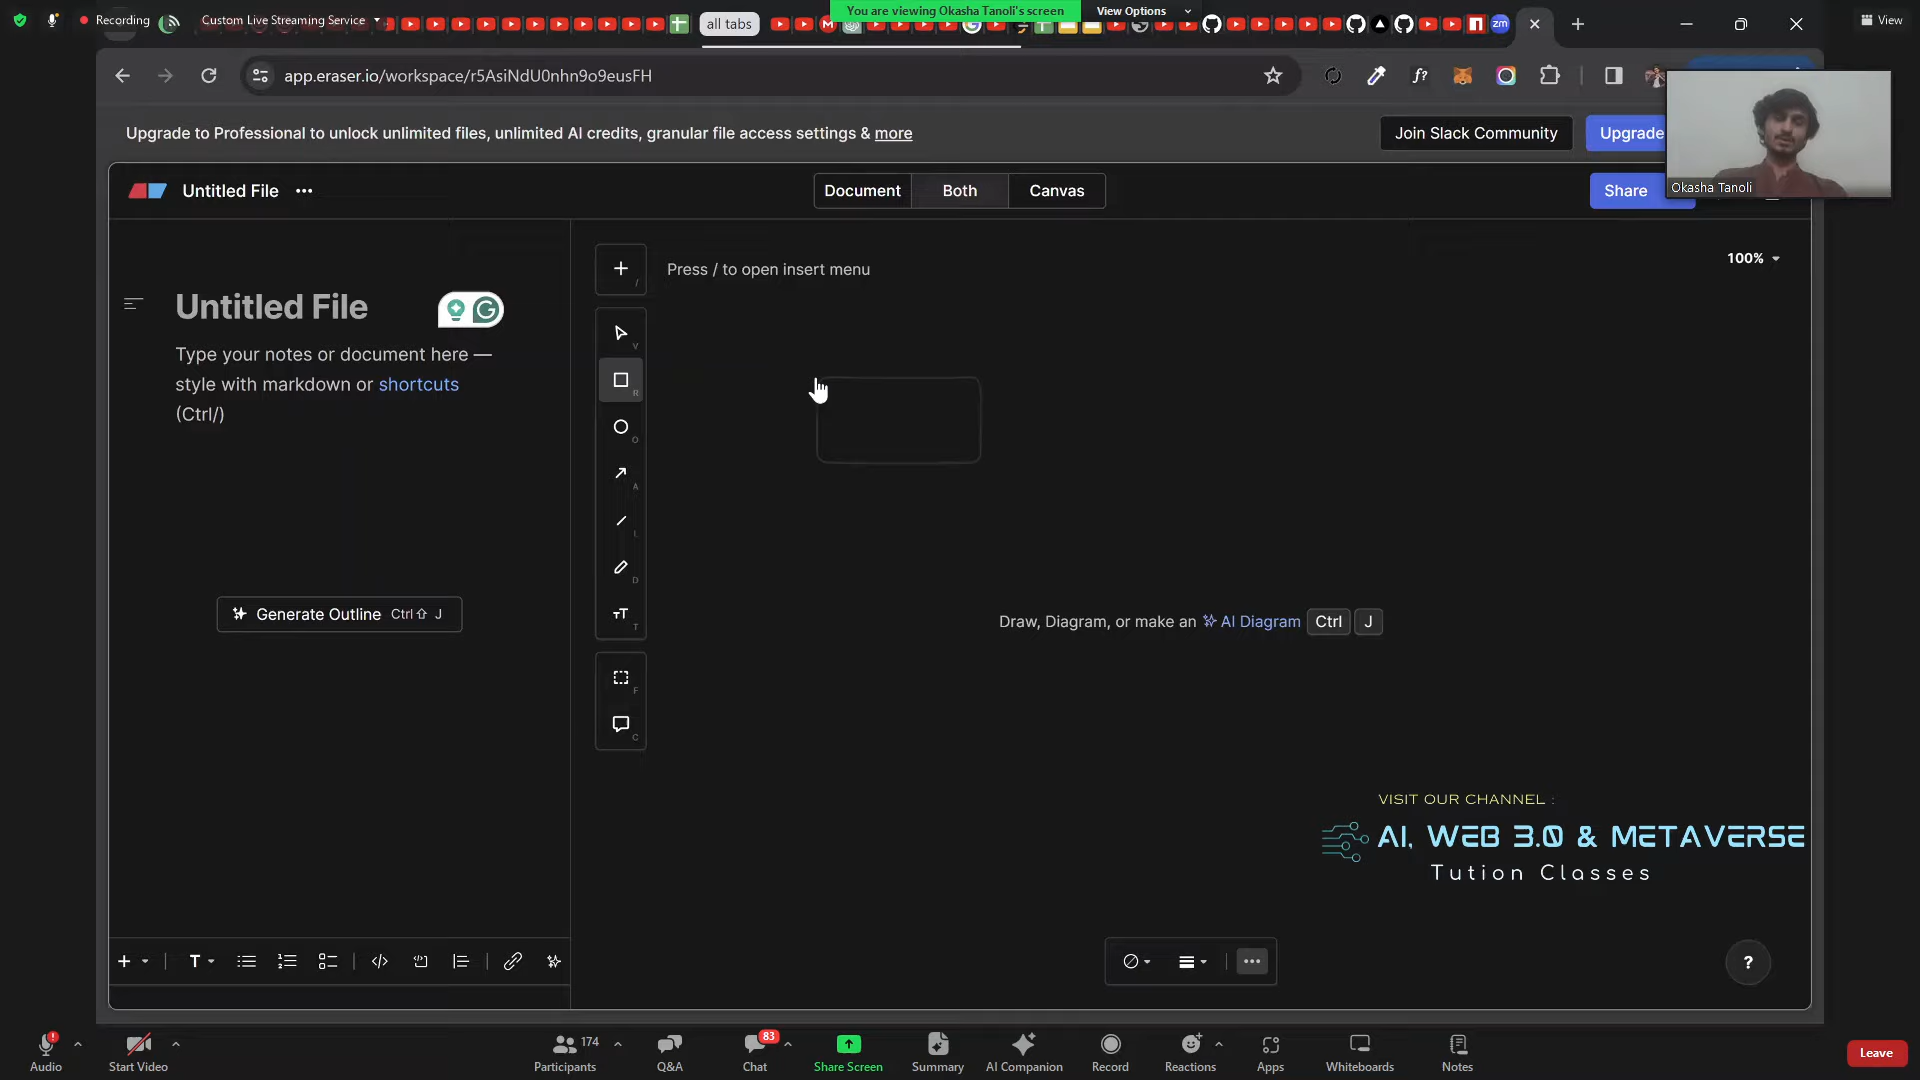 Recording
Custom Live Streaming Service
all tabs
You are viewing Okasha Tanoli's screen
View Options
zm
View
app.eraser.io/workspace/r5AsiNdU0nhn9o9eusFH
f?
Upgrade to Professional to unlock unlimited files, unlimited AI credits, granular file access settings & more
Join Slack Community
Upgrade
Okasha Tanoli
Untitled File
Document
Both
Canvas
Share
/
Press / to open insert menu
100%
Untitled File
Type your notes or document here —
style with markdown or shortcuts
(Ctrl/)
V
R
O
A
L
D
T
F
C
Generate Outline Ctrl⇧ J
Draw, Diagram, or make an AI Diagram Ctrl J
VISIT OUR CHANNEL :
AI, WEB 3.0 & METAVERSE
Tution Classes
T
?
Audio
Start Video
174
Participants
Q&A
83
Chat
Share Screen
Summary
AI Companion
Record
Reactions
Apps
Whiteboards
Notes
Leave